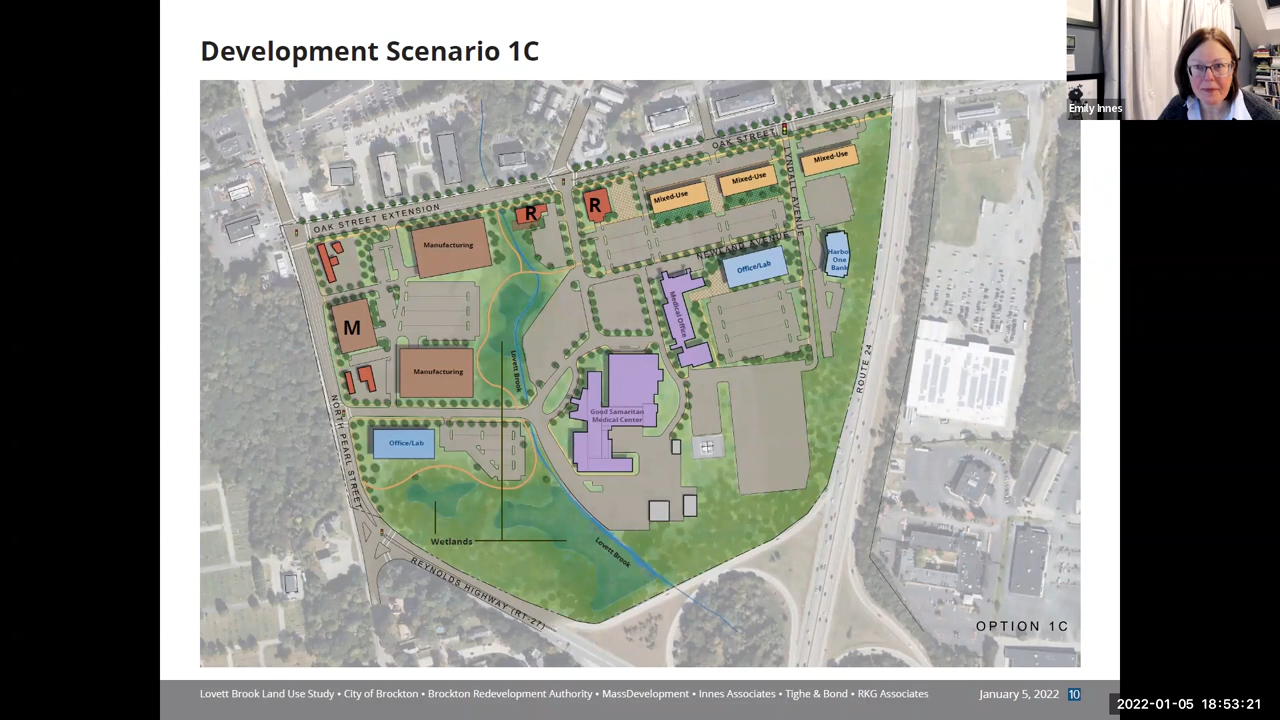 Development Scenario 1C
Emily Innes
OAK STREET
Mixed-Use
Mixed-Use
Mixed-Use
LYNDALL AVENUE
R
R
OAK STREET EXTENSION
Manufacturing
NEWLAND AVENUE
Harbor
One
Bank
Office/Lab
Medical Office
M
Lovett Brook
Manufacturing
ROUTE 24
Good Samaritan
Medical Center
NORTH PEARL STREET
Office/Lab
Wetlands
Lovett Brook
REYNOLDS HIGHWAY (RT-27)
OPTION 1C
Lovett Brook Land Use Study • City of Brockton • Brockton Redevelopment Authority • MassDevelopment • Innes Associates • Tighe & Bond • RKG Associates
January 5, 2022 10
2022-01-05 18:53:21